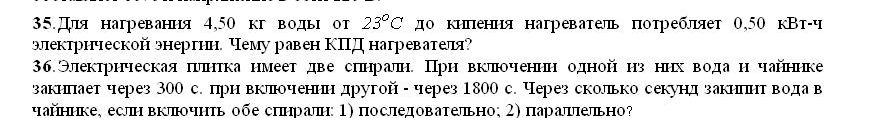 35.Для нагревания 4,50 кг воды от 23°C до кипения нагреватель потребляет 0,50 кВт-ч
электрической энергии. Чему равен КПД нагревателя?
36.Электрическая плитка имеет две спирали. При включении одной из них вода и чайнике
закипает через 300 с. при включении другой - через 1800 с. Через сколько секунд закипит вода в
чайнике, если включить обе спирали: 1) последовательно; 2) параллельно?